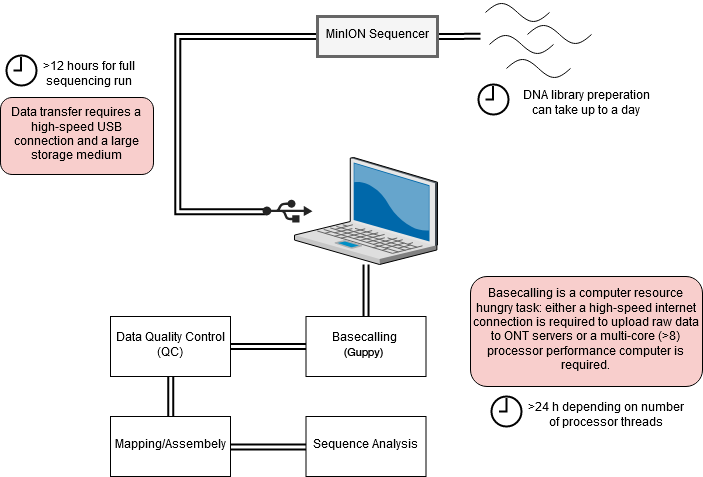 MinION Sequencer
>12 hours for full
sequencing run
DNA library preperation
can take up to a day
Data transfer requires a
high-speed USB
connection and a large
storage medium
Basecalling is a computer resource
hungry task: either a high-speed internet
connection is required to upload raw data
to ONT servers or a multi-core (>8)
processor performance computer is
required.
Data Quality Control
(QC)
Basecalling
(Guppy)
>24 h depending on number
of processor threads
Mapping/Assembely
Sequence Analysis